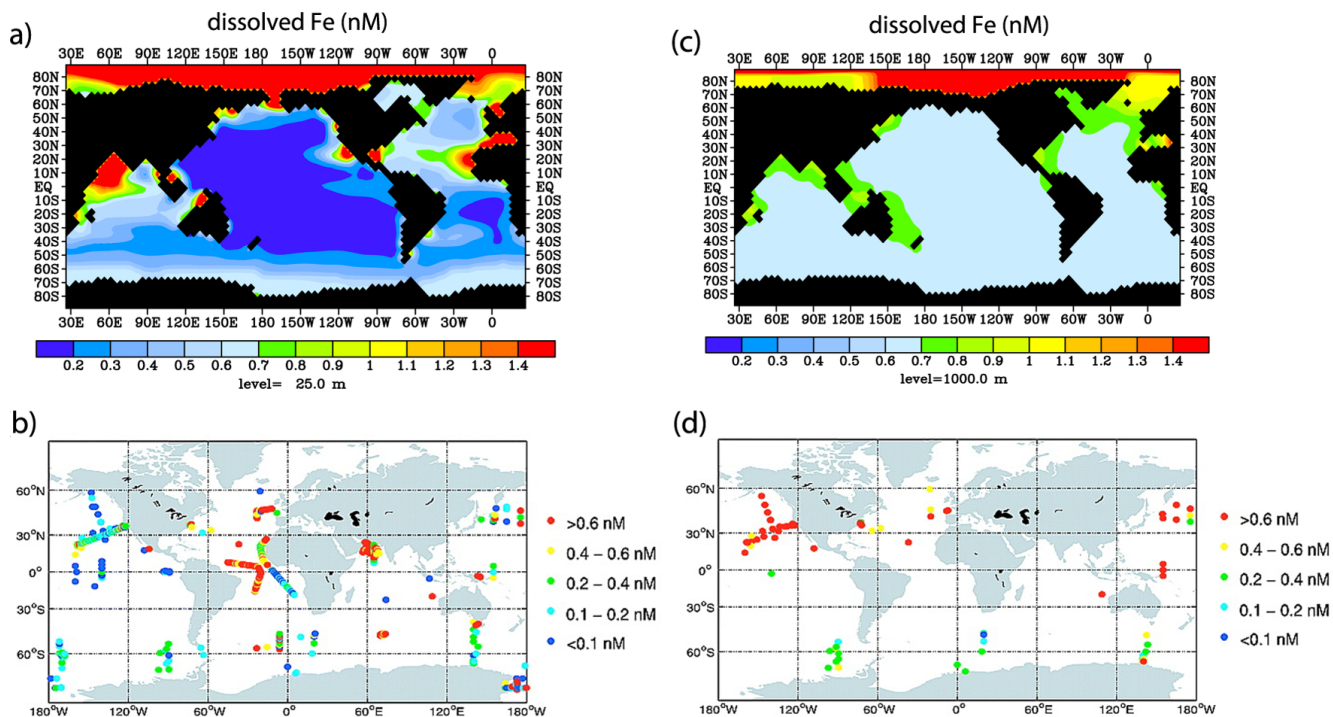 dissolved Fe (nM)
a)
30E 60E 90E 120E 150E 180 150W 120W 90W 60W 30W 0
80N 80N
70N 70N
60N 60N
50N 50N
40N 40N
30N 30N
20N 20N
10N 10N
EQ EQ
10S 10S
20S 20S
30S 30S
40S 40S
50S 50S
60S 60S
70S 70S
80S 80S
30E 60E 90E 120E 150E 180 150W 120W 90W 60W 30W 0
0.2 0.3 0.4 0.5 0.6 0.7 0.8 0.9 1 1.1 1.2 1.3 1.4
level= 25.0 m
dissolved Fe (nM)
(c)
30E 60E 90E 120E 150E 180 150W 120W 90W 60W 30W 0
80N 80N
70N 70N
60N 60N
50N 50N
40N 40N
30N 30N
20N 20N
10N 10N
EQ EQ
10S 10S
20S 20S
30S 30S
40S 40S
50S 50S
60S 60S
70S 70S
80S 80S
30E 60E 90E 120E 150E 180 150W 120W 90W 60W 30W 0
0.2 0.3 0.4 0.5 0.6 0.7 0.8 0.9 1 1.1 1.2 1.3 1.4
level=1000.0 m
b)
60°N
30°N
0°
30°S
60°S
180°W 120°W 60°W 0° 60°E 120°E 180°W
>0.6 nM
0.4 – 0.6 nM
0.2 – 0.4 nM
0.1 – 0.2 nM
<0.1 nM
(d)
60°N
30°N
0°
30°S
60°S
180°W 120°W 60°W 0° 60°E 120°E 180°W
>0.6 nM
0.4 – 0.6 nM
0.2 – 0.4 nM
0.1 – 0.2 nM
<0.1 nM